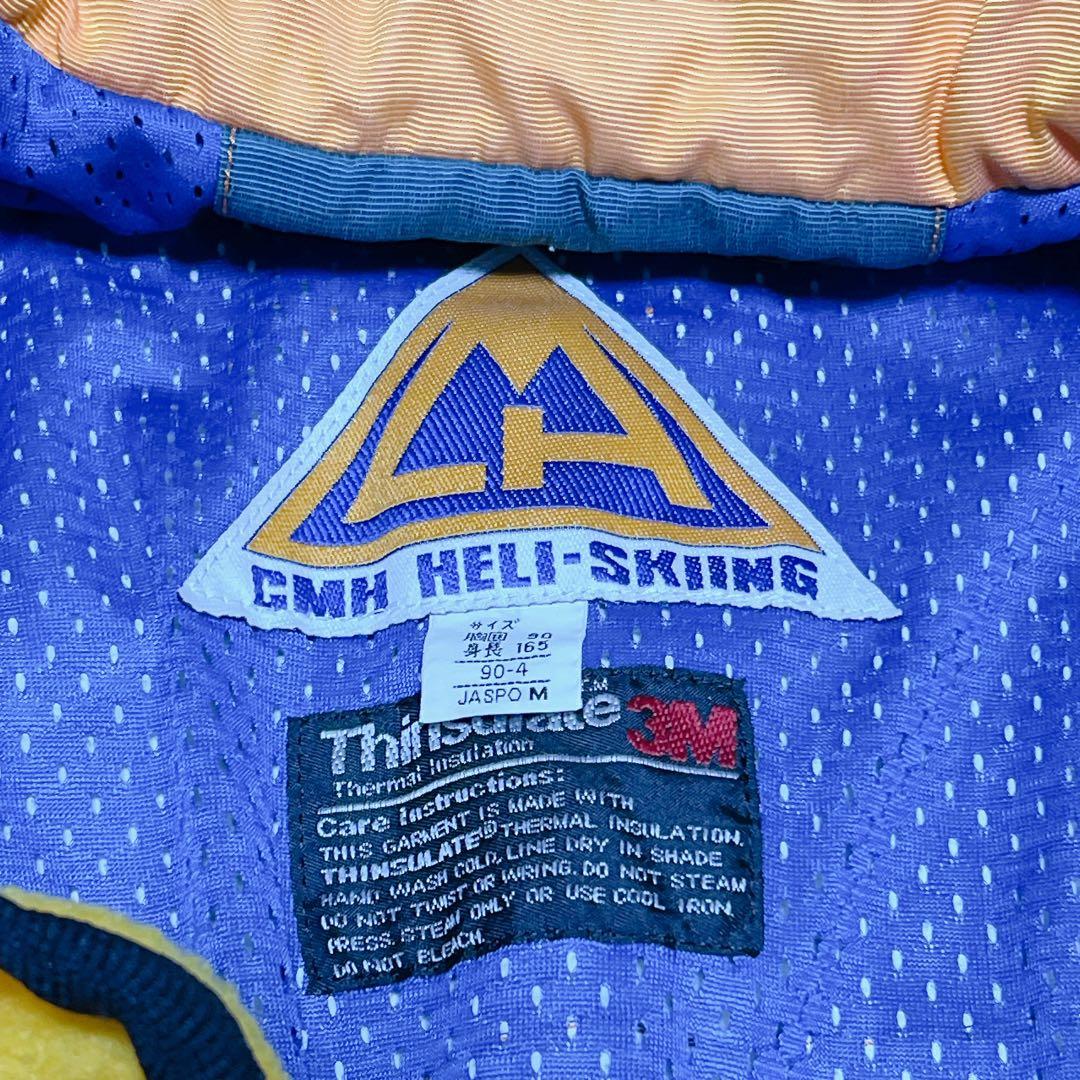 CMH HELI-SKIING
サイズ
胸囲 90
身長 165
90-4
JASPO M
Thinsulate™ 3M
Thermal Insulation
Care Instructions:
THIS GARMENT IS MADE WITH
THINSULATE® THERMAL INSULATION.
HAND WASH COLD, LINE DRY IN SHADE
DO NOT TWIST OR WRING. DO NOT STEAM
PRESS. STEAM ONLY OR USE COOL IRON.
DO NOT BLEACH.